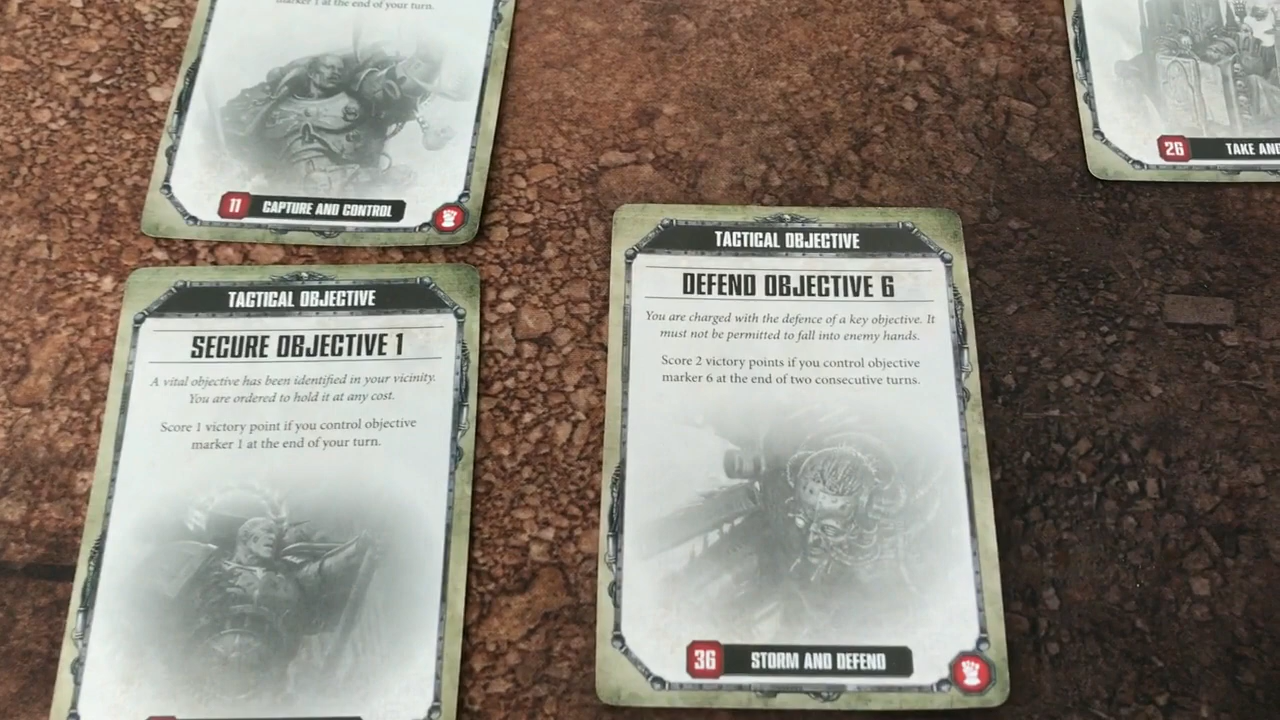 marker 1 at the end of your turn.
11 CAPTURE AND CONTROL
26 TAKE AND
TACTICAL OBJECTIVE
SECURE OBJECTIVE 1
A vital objective has been identified in your vicinity.
You are ordered to hold it at any cost.
Score 1 victory point if you control objective
marker 1 at the end of your turn.
TACTICAL OBJECTIVE
DEFEND OBJECTIVE 6
You are charged with the defence of a key objective. It
must not be permitted to fall into enemy hands.
Score 2 victory points if you control objective
marker 6 at the end of two consecutive turns.
36 STORM AND DEFEND